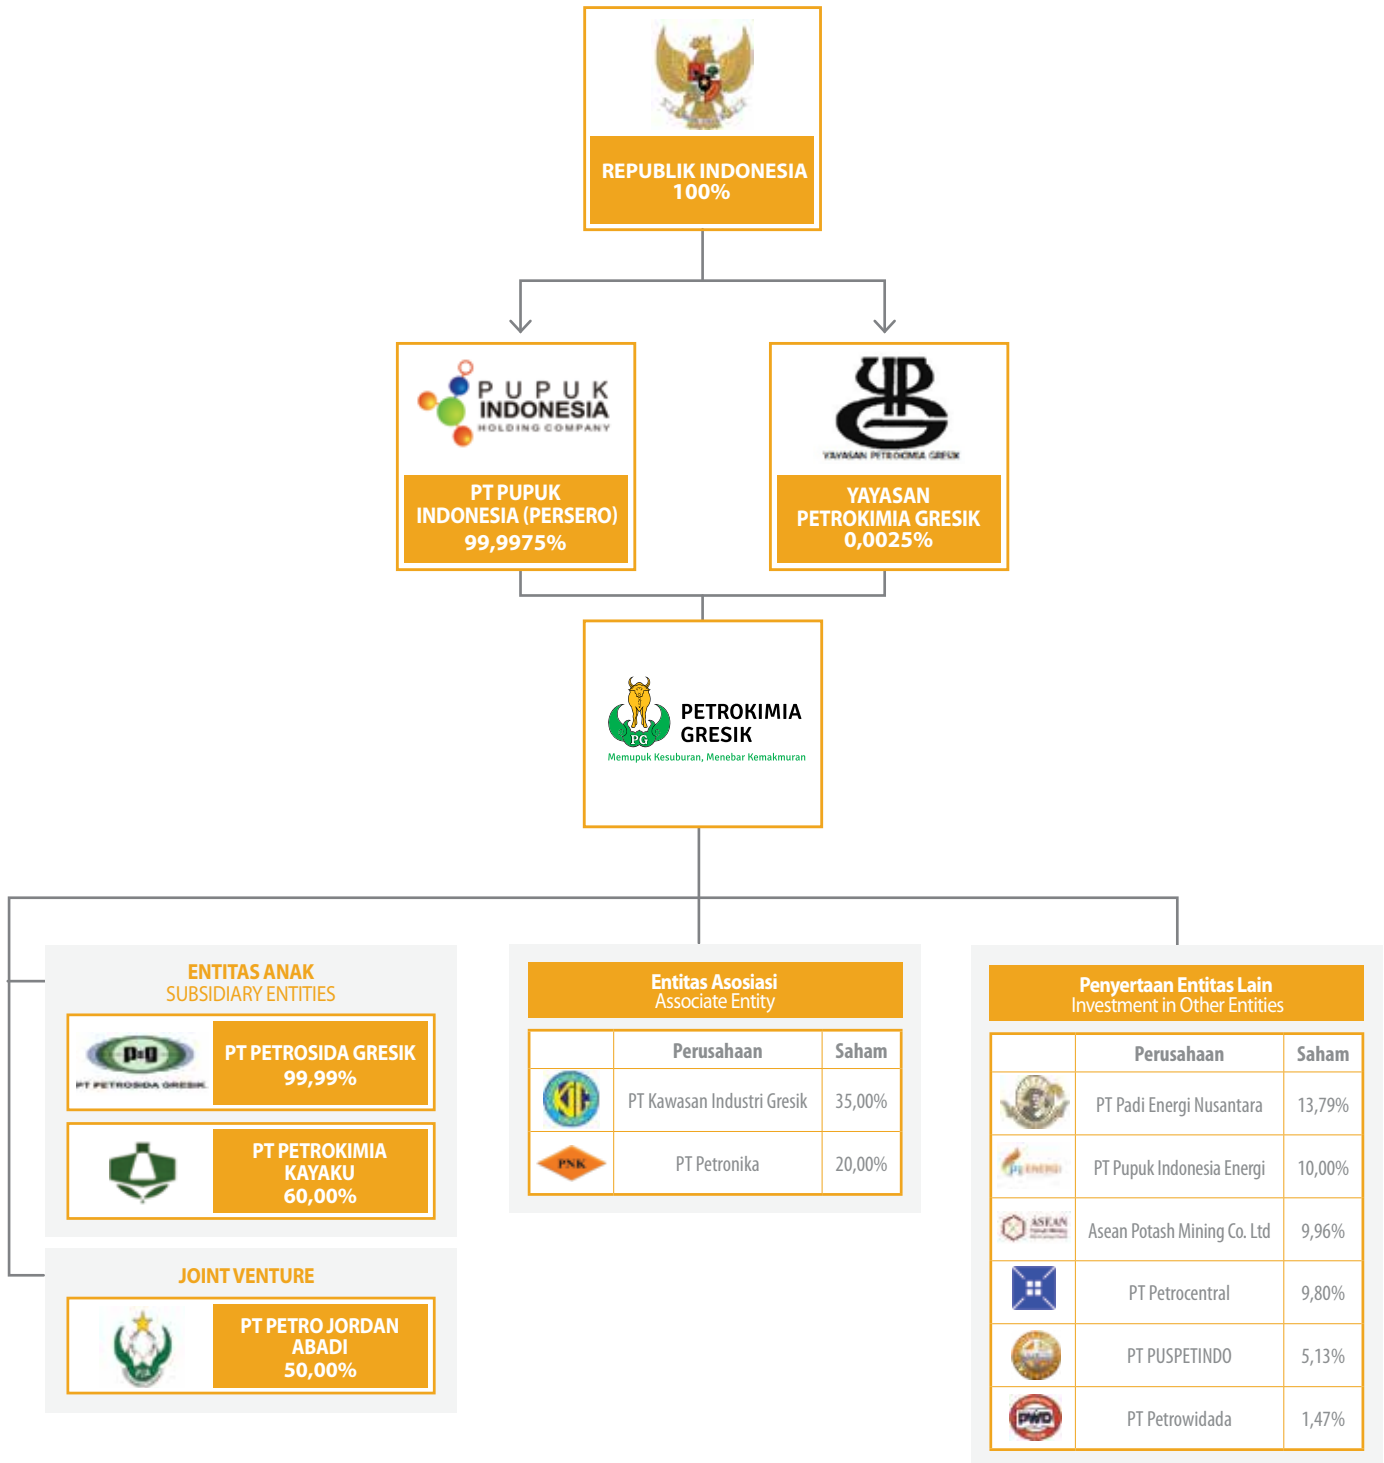 REPUBLIK INDONESIA
100%
PUPUK
INDONESIA
HOLDING COMPANY
PT PUPUK
INDONESIA (PERSERO)
99,9975%
YAYASAN PETROKIMIA GRESIK
YAYASAN
PETROKIMIA GRESIK
0,0025%
PG
PETROKIMIA
GRESIK
Memupuk Kesuburan, Menebar Kemakmuran
ENTITAS ANAK
SUBSIDIARY ENTITIES
PT PETROSIDA GRESIK
PT PETROSIDA GRESIK
99,99%
PT PETROKIMIA
KAYAKU
60,00%
JOINT VENTURE
PT PETRO JORDAN
ABADI
50,00%
Entitas Asosiasi
Associate Entity
Perusahaan Saham
PT Kawasan Industri Gresik 35,00%
PNK PT Petronika 20,00%
Penyertaan Entitas Lain
Investment in Other Entities
Perusahaan Saham
PT Padi Energi Nusantara 13,79%
PT Pupuk Indonesia Energi 10,00%
ASEAN
Asean Potash Mining Co. Ltd 9,96%
PT Petrocentral 9,80%
PT PUSPETINDO 5,13%
PWD PT Petrowidada 1,47%